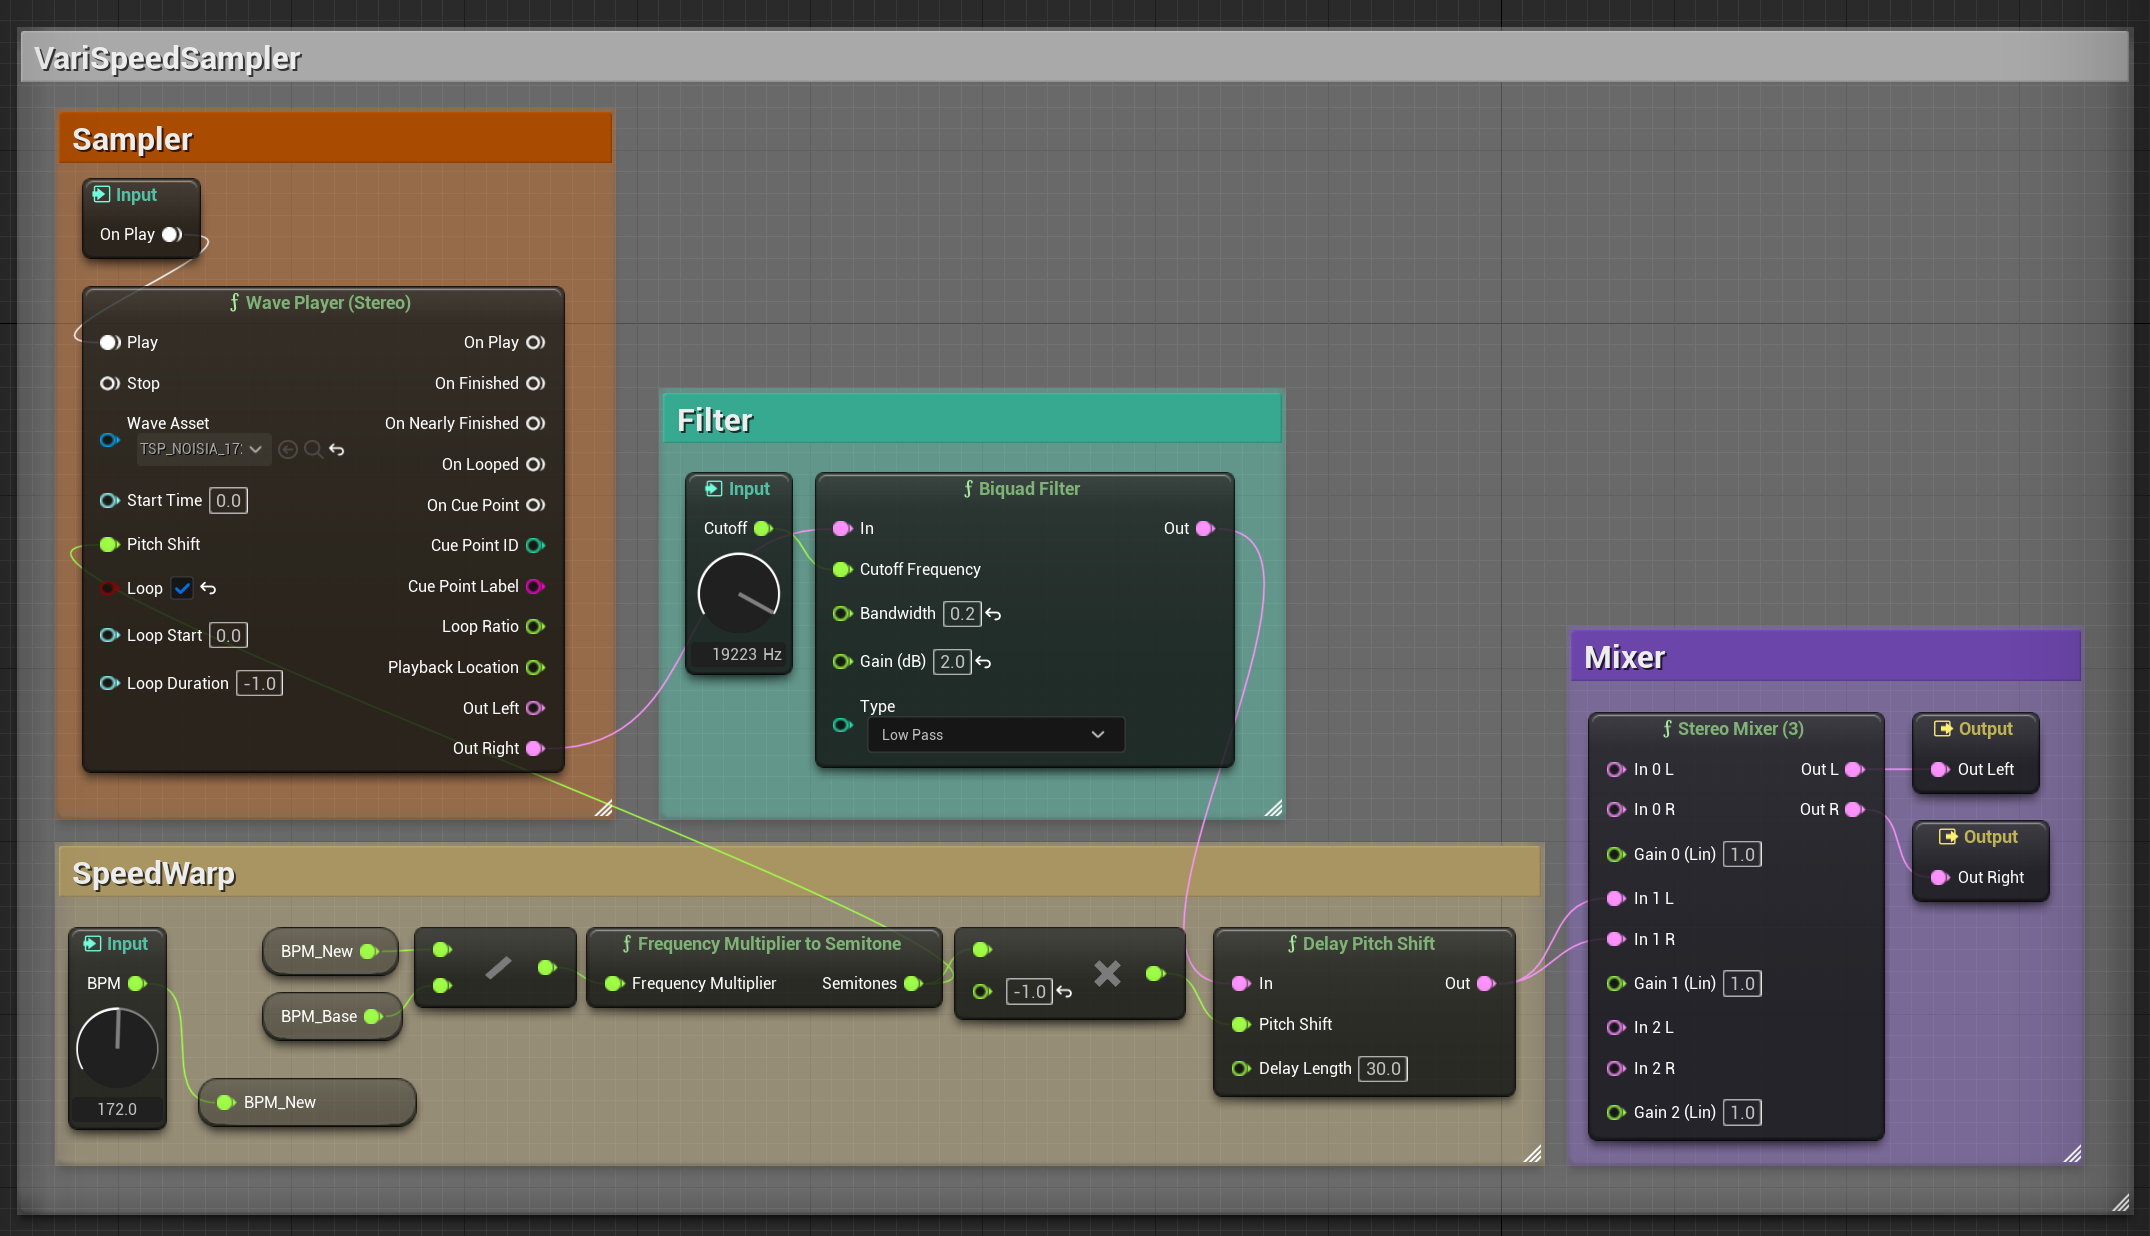 VariSpeedSampler
Sampler
Input
On Play
Wave Player (Stereo)
Play
On Play
Stop
On Finished
Wave Asset
On Nearly Finished
TSP_NOISIA_17
On Looped
Start Time 0.0
On Cue Point
Pitch Shift
Cue Point ID
Loop
Cue Point Label
Loop Start 0.0
Loop Ratio
Playback Location
Loop Duration -1.0
Out Left
Out Right
Filter
Input
Cutoff
19223 Hz
Biquad Filter
In
Out
Cutoff Frequency
Bandwidth 0.2
Gain (dB) 2.0
Type
Low Pass
SpeedWarp
Input
BPM
172.0
BPM_New
BPM_Base
BPM_New
Frequency Multiplier to Semitone
Frequency Multiplier
Semitones
-1.0
Delay Pitch Shift
In
Out
Pitch Shift
Delay Length 30.0
Mixer
Stereo Mixer (3)
In 0 L
Out L
In 0 R
Out R
Gain 0 (Lin) 1.0
In 1 L
In 1 R
Gain 1 (Lin) 1.0
In 2 L
In 2 R
Gain 2 (Lin) 1.0
Output
Out Left
Output
Out Right